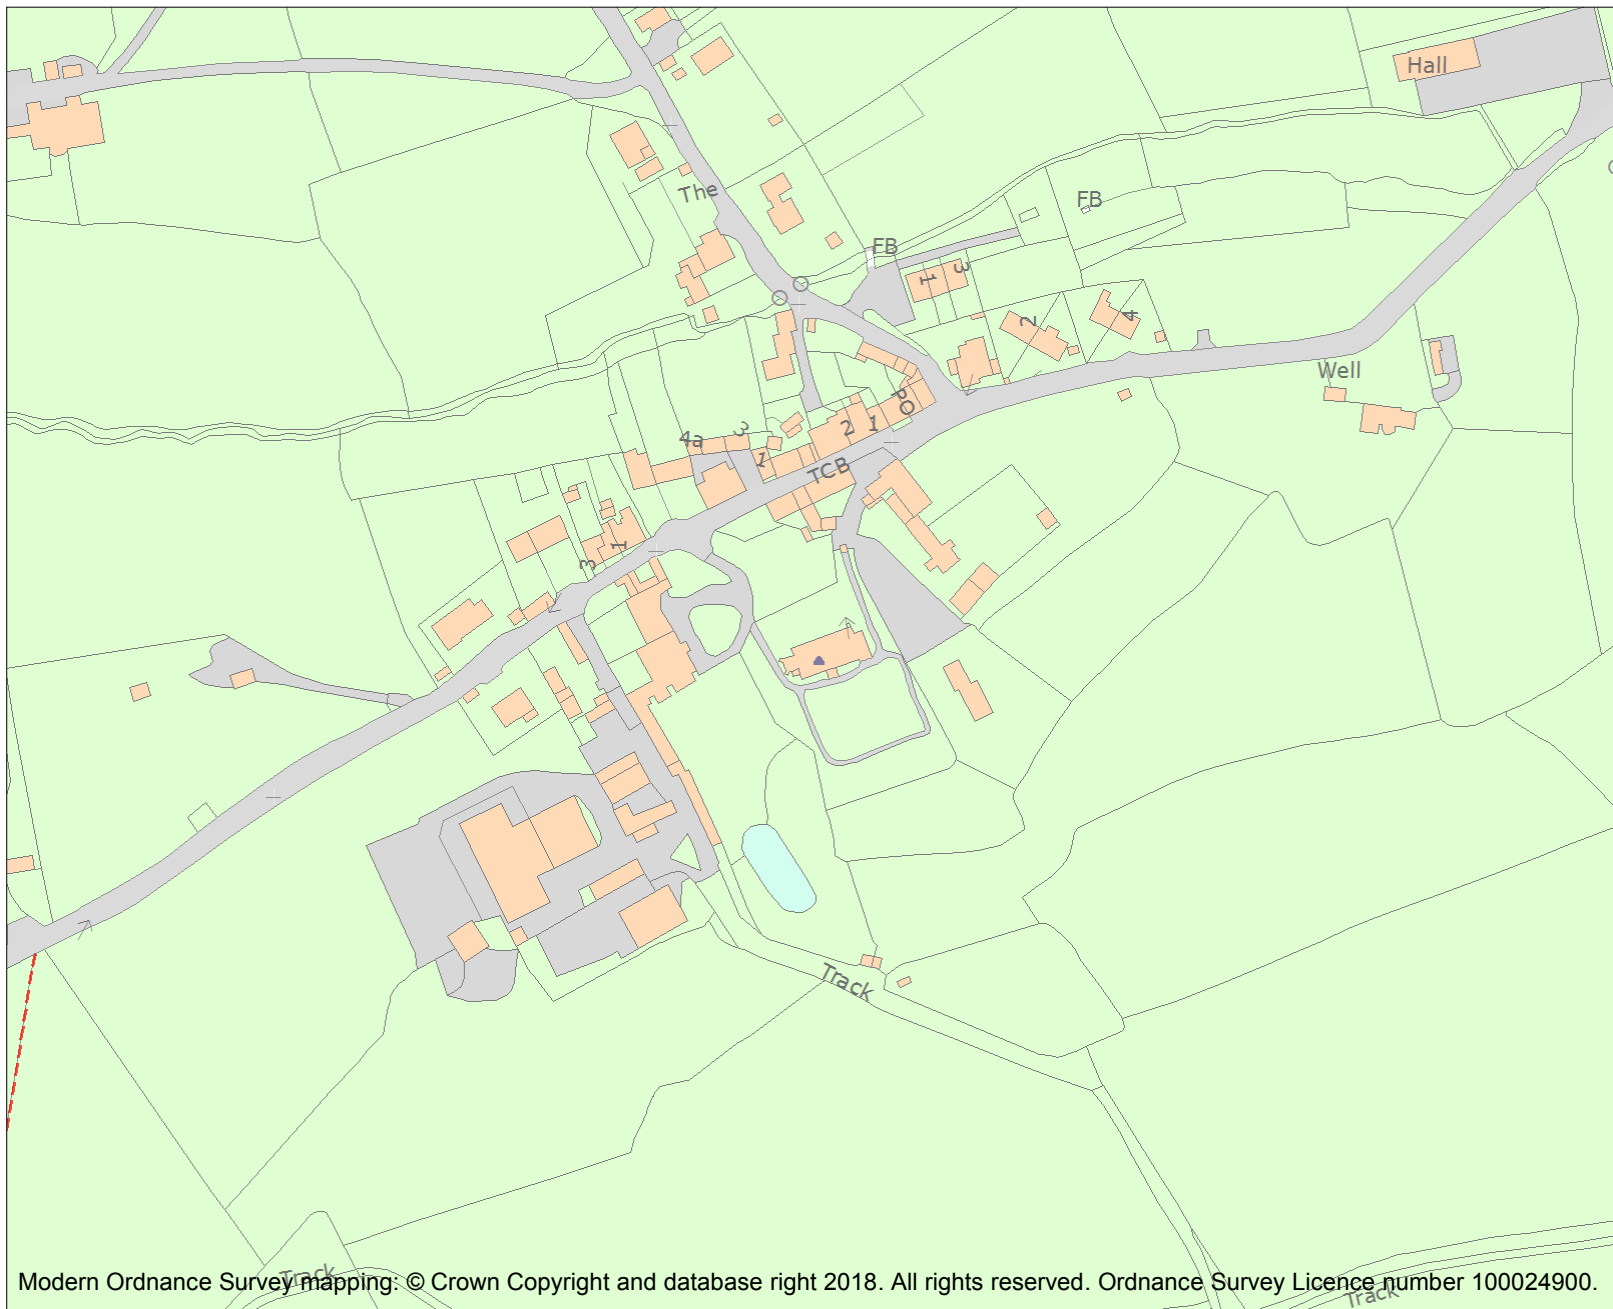 Hall
The
FB
FB
1
3
2
4
Well
PO
2
1
3
4a
1
TCB
1
3
Track
Track
Track
Modern Ordnance Survey mapping: © Crown Copyright and database right 2018. All rights reserved. Ordnance Survey Licence number 100024900.